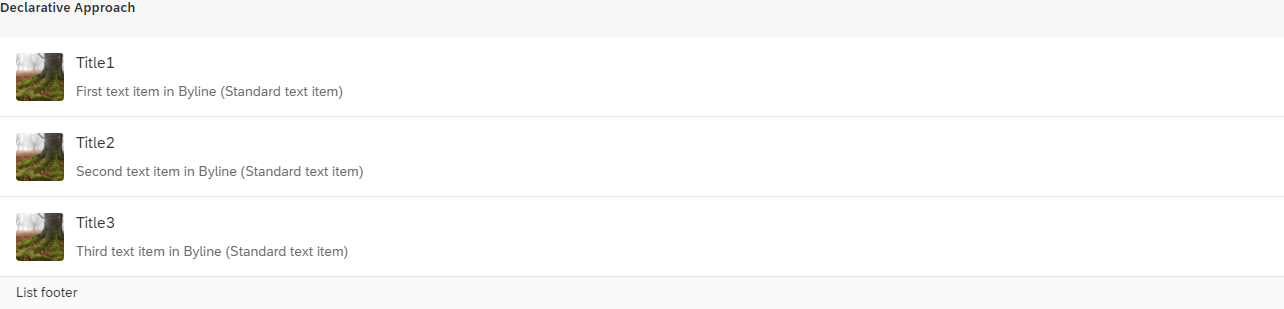 Declarative Approach
Title1
First text item in Byline (Standard text item)
Title2
Second text item in Byline (Standard text item)
Title3
Third text item in Byline (Standard text item)
List footer